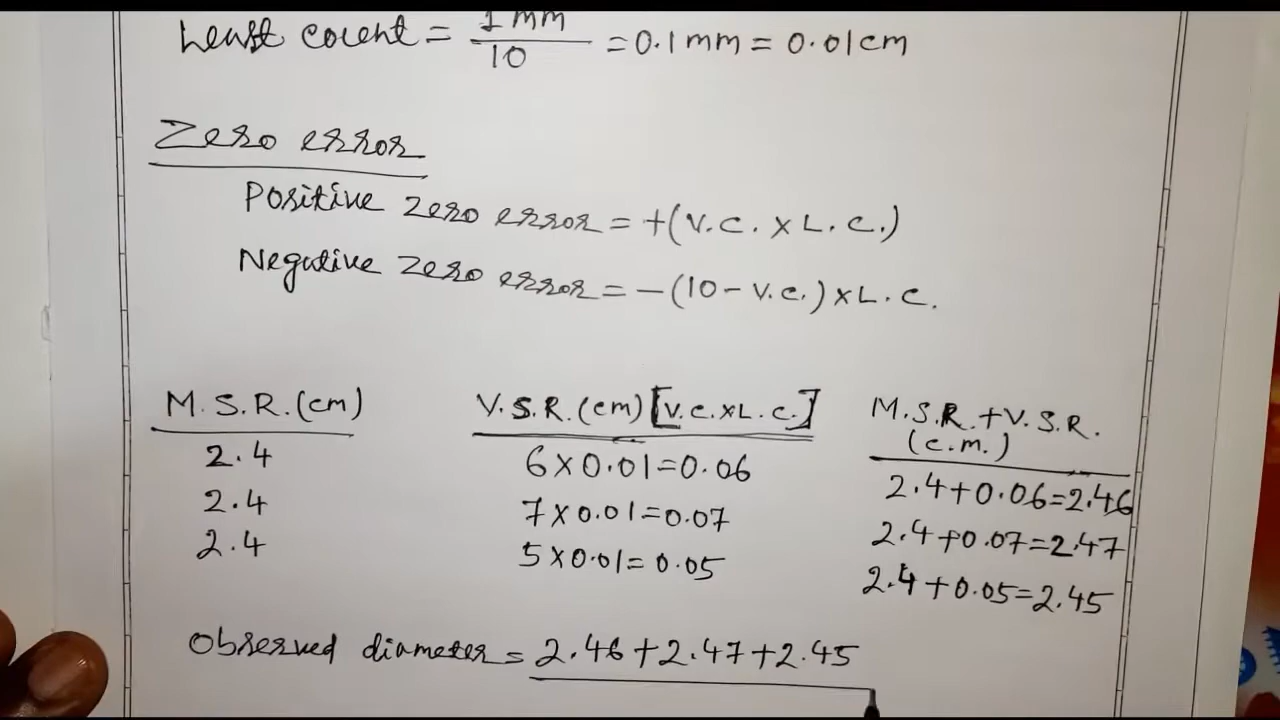 Least count = 1 mm / 10 = 0.1 mm = 0.01 cm
Zero error
Positive zero error = +(V.C. x L.C.)
Negative zero error = -(10 - V.C.) x L.C.
M.S.R. (cm) V.S.R. (cm) [V.C. x L.C.] M.S.R. + V.S.R. (c.m.)
2.4 6 x 0.01 = 0.06 2.4 + 0.06 = 2.46
2.4 7 x 0.01 = 0.07 2.4 + 0.07 = 2.47
2.4 5 x 0.01 = 0.05 2.4 + 0.05 = 2.45
Observed diameter = 2.46 + 2.47 + 2.45